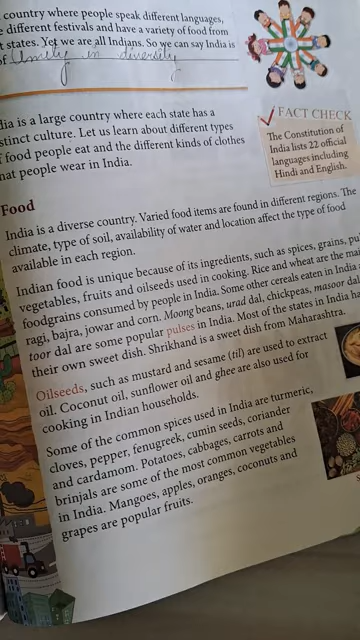 country where people speak different languages,
different festivals and have a variety of food from
states. Yet we are all Indians. So we can say India is
of Unity in diversity
is a large country where each state has a
distinct culture. Let us learn about different types
food people eat and the different kinds of clothes
that people wear in India.
FACT CHECK
The Constitution of
India lists 22 official
languages including
Hindi and English.
Food
India is a diverse country. Varied food items are found in different regions. The
climate, type of soil, availability of water and location affect the type of food
available in each region.
Indian food is unique because of its ingredients, such as spices, grains,
vegetables, fruits and oilseeds used in cooking. Rice and wheat are the
foodgrains consumed by people in India. Some other cereals eaten in India
ragi, bajra, jowar and corn. Moong beans, urad dal, chickpeas, masoor
toor dal are some popular pulses in India. Most of the states in India
their own sweet dish. Shrikhand is a sweet dish from Maharashtra.
Oilseeds, such as mustard and sesame (til) are used to extract
oil. Coconut oil, sunflower oil and ghee are also used for
cooking in Indian households.
Some of the common spices used in India are turmeric,
cloves, pepper, fenugreek, cumin seeds, coriander
and cardamom. Potatoes, cabbages, carrots and
brinjals are some of the most common vegetables
in India. Mangoes, apples, oranges, coconuts and
grapes are popular fruits.